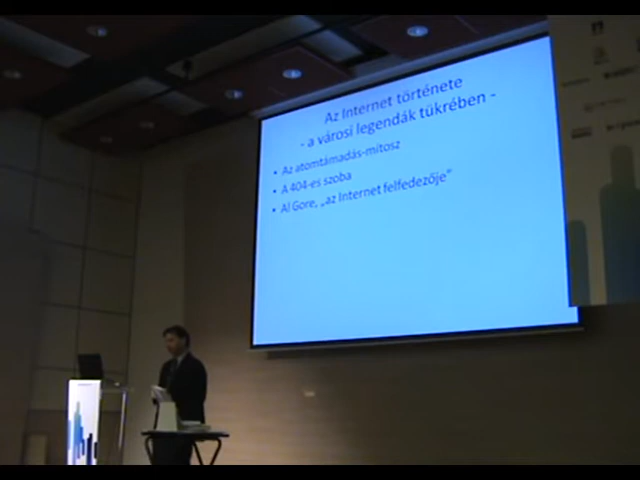 Az Internet története
- a városi legendák tükrében -
• Az atomtámadás-mítosz
• A 404-es szoba
• Al Gore, „az Internet felfedezője”